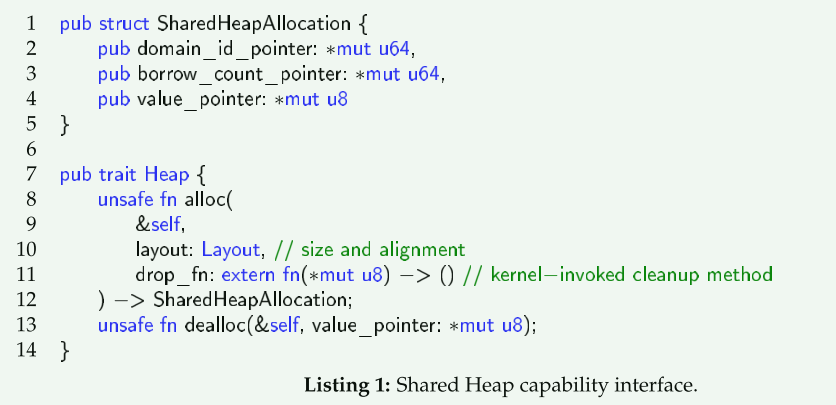 1 pub struct SharedHeapAllocation {
2     pub domain_id_pointer: *mut u64,
3     pub borrow_count_pointer: *mut u64,
4     pub value_pointer: *mut u8
5 }
6
7 pub trait Heap {
8     unsafe fn alloc(
9         &self,
10         layout: Layout, // size and alignment
11         drop_fn: extern fn(*mut u8) −> () // kernel−invoked cleanup method
12     ) −> SharedHeapAllocation;
13     unsafe fn dealloc(&self, value_pointer: *mut u8);
14 }
Listing 1: Shared Heap capability interface.